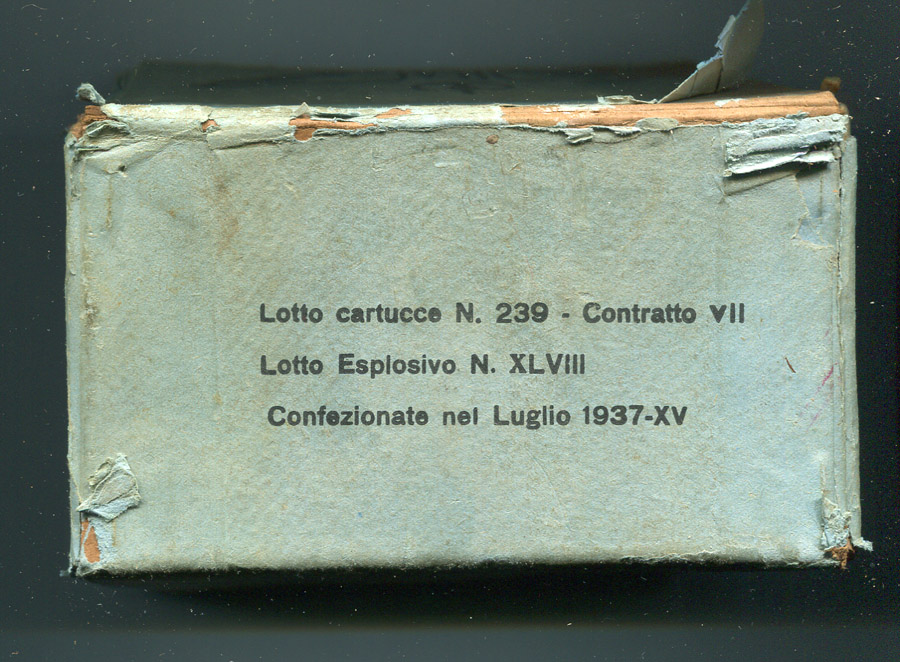 Lotto cartucce N. 239 - Contratto VII
Lotto Esplosivo N. XLVIII
Confezionate nel Luglio 1937-XV